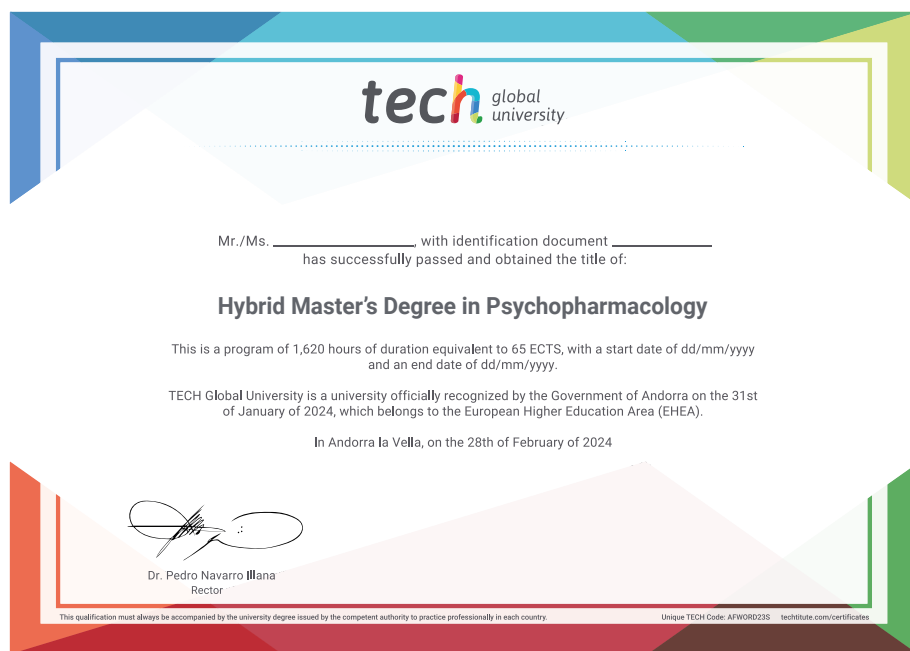 tech global
university
Mr./Ms. ____________________, with identification document ______________
has successfully passed and obtained the title of:
Hybrid Master's Degree in Psychopharmacology
This is a program of 1,620 hours of duration equivalent to 65 ECTS, with a start date of dd/mm/yyyy
and an end date of dd/mm/yyyy.
TECH Global University is a university officially recognized by the Government of Andorra on the 31st
of January of 2024, which belongs to the European Higher Education Area (EHEA).
In Andorra la Vella, on the 28th of February of 2024
Dr. Pedro Navarro Illana
Rector
This qualification must always be accompanied by the university degree issued by the competent authority to practice professionally in each country. Unique TECH Code: AFWORD23S techtitute.com/certificates